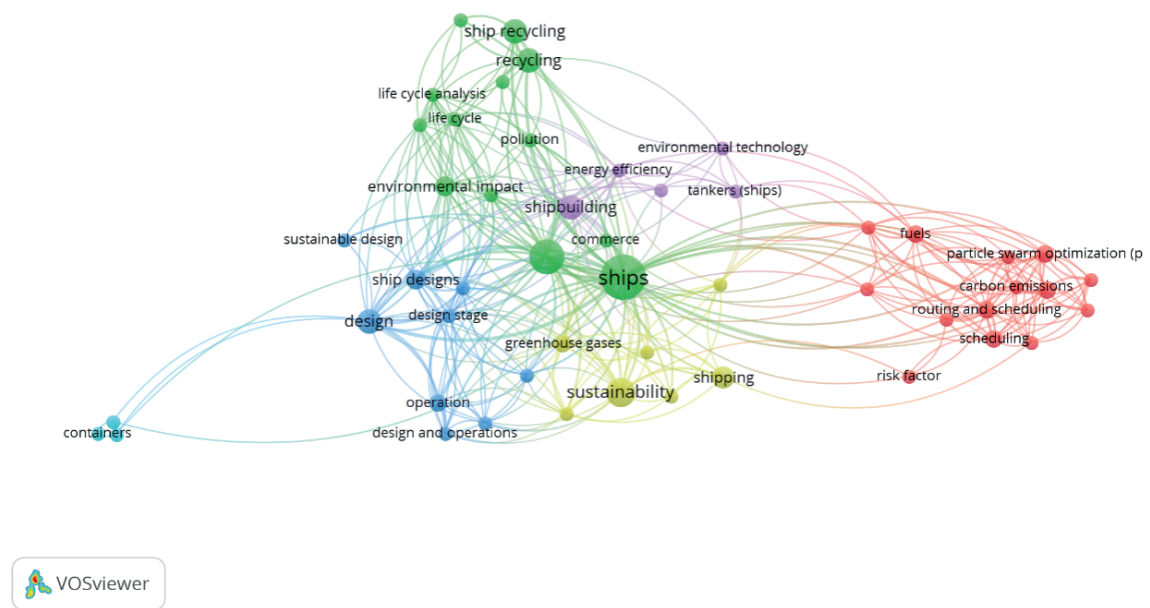 ship recycling
recycling
life cycle analysis
life cycle
pollution
environmental technology
energy efficiency
environmental impact
tankers (ships)
shipbuilding
fuels
sustainable design
commerce
particle swarm optimization (p
ships
ship designs
carbon emissions
routing and scheduling
design stage
design
scheduling
greenhouse gases
risk factor
shipping
sustainability
operation
containers
design and operations
VOSviewer